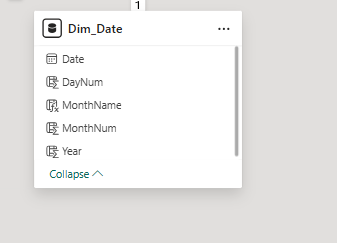 1
Dim_Date
Date
DayNum
MonthName
MonthNum
Year
Collapse